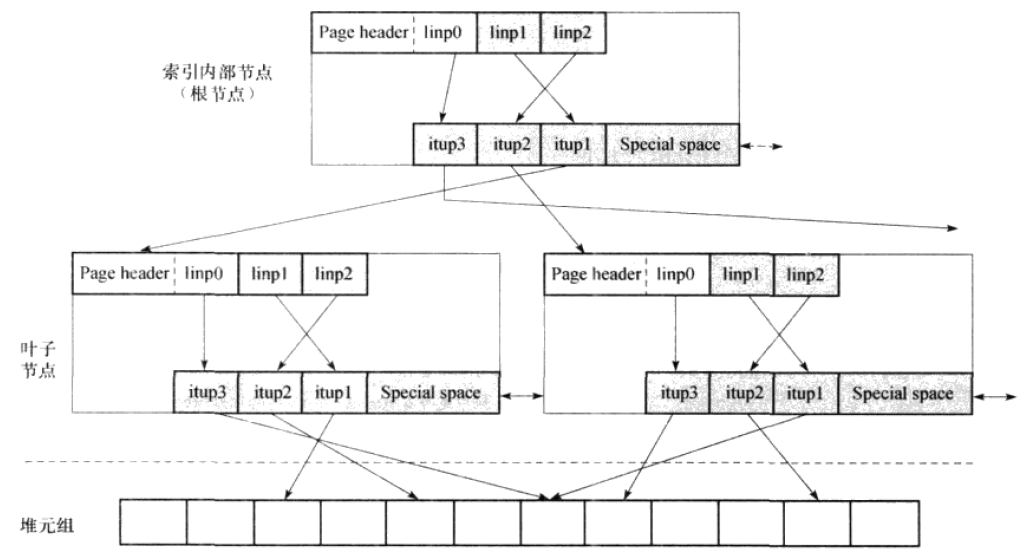 Page header linp0 linp1 linp2
索引内部节点
（根节点）
itup3 itup2 itup1 Special space
Page header linp0 linp1 linp2
Page header linp0 linp1 linp2
叶子
节点
itup3 itup2 itup1 Special space
itup3 itup2 itup1 Special space
堆元组